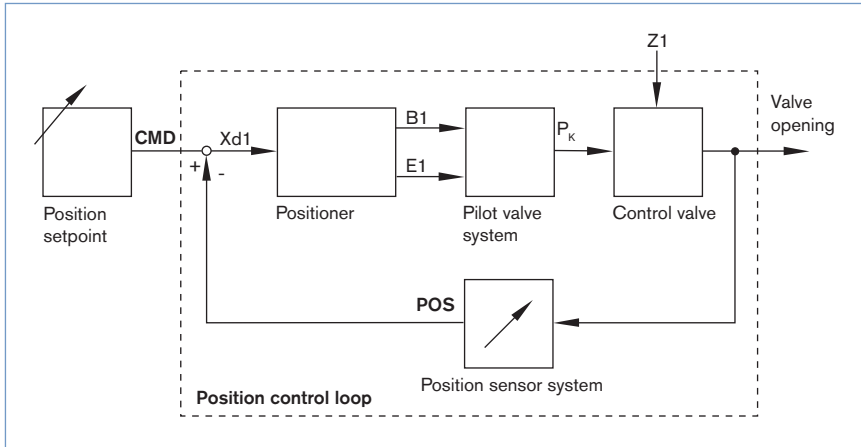 Z1
Valve
opening
CMD
Xd1
B1
E1
P_K
+
-
Position
setpoint
Positioner
Pilot valve
system
Control valve
POS
Position sensor system
Position control loop